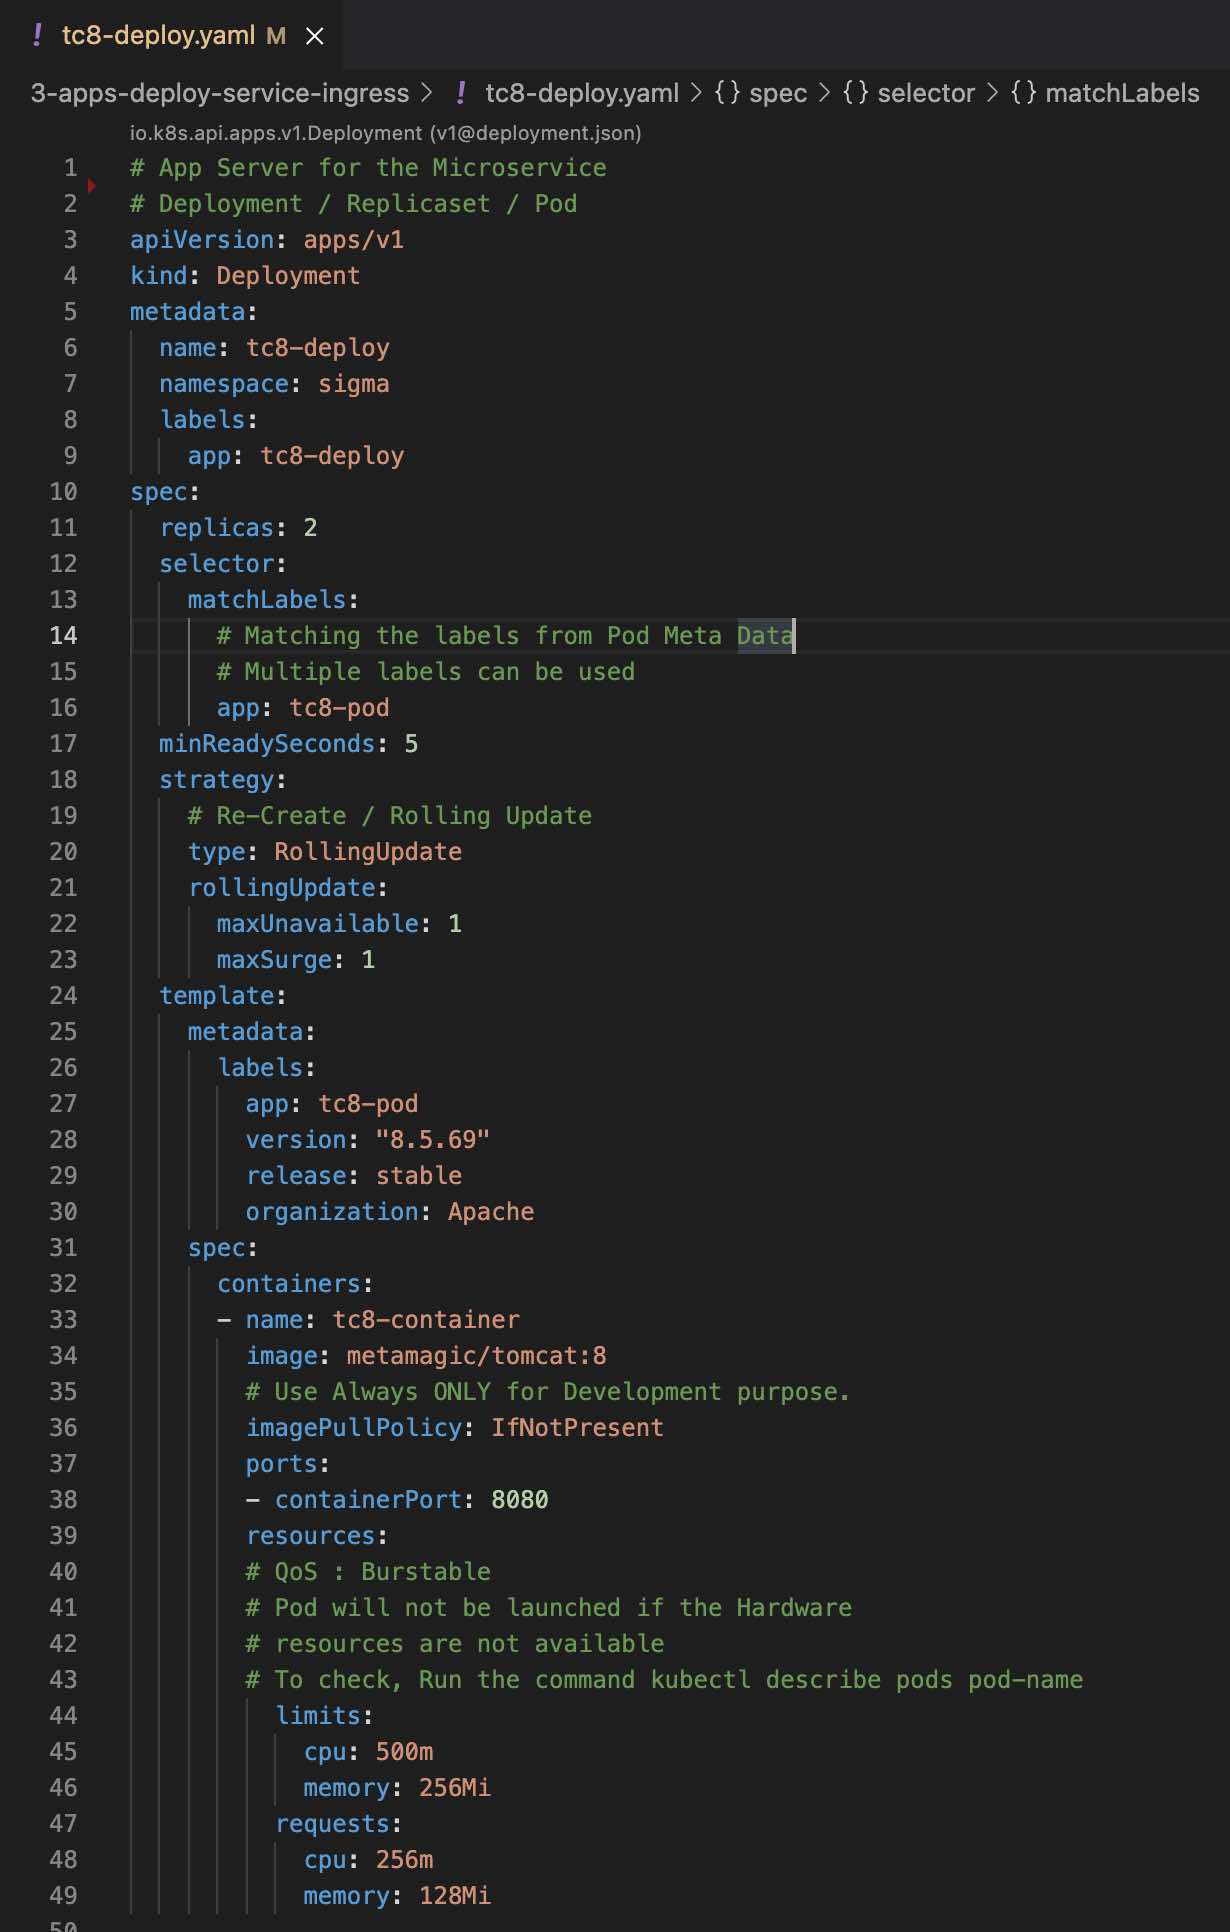 ! tc8-deploy.yaml M ×
3-apps-deploy-service-ingress > ! tc8-deploy.yaml > {} spec > {} selector > {} matchLabels
io.k8s.api.apps.v1.Deployment (v1@deployment.json)
1 # App Server for the Microservice
2 # Deployment / Replicaset / Pod
3 apiVersion: apps/v1
4 kind: Deployment
5 metadata:
6   name: tc8-deploy
7   namespace: sigma
8   labels:
9     app: tc8-deploy
10 spec:
11   replicas: 2
12   selector:
13     matchLabels:
14       # Matching the labels from Pod Meta Data
15       # Multiple labels can be used
16       app: tc8-pod
17   minReadySeconds: 5
18   strategy:
19     # Re-Create / Rolling Update
20     type: RollingUpdate
21     rollingUpdate:
22       maxUnavailable: 1
23       maxSurge: 1
24   template:
25     metadata:
26       labels:
27         app: tc8-pod
28         version: "8.5.69"
29         release: stable
30         organization: Apache
31     spec:
32       containers:
33       - name: tc8-container
34         image: metamagic/tomcat:8
35         # Use Always ONLY for Development purpose.
36         imagePullPolicy: IfNotPresent
37         ports:
38         - containerPort: 8080
39         resources:
40         # QoS : Burstable
41         # Pod will not be launched if the Hardware
42         # resources are not available
43         # To check, Run the command kubectl describe pods pod-name
44           limits:
45             cpu: 500m
46             memory: 256Mi
47           requests:
48             cpu: 256m
49             memory: 128Mi
50